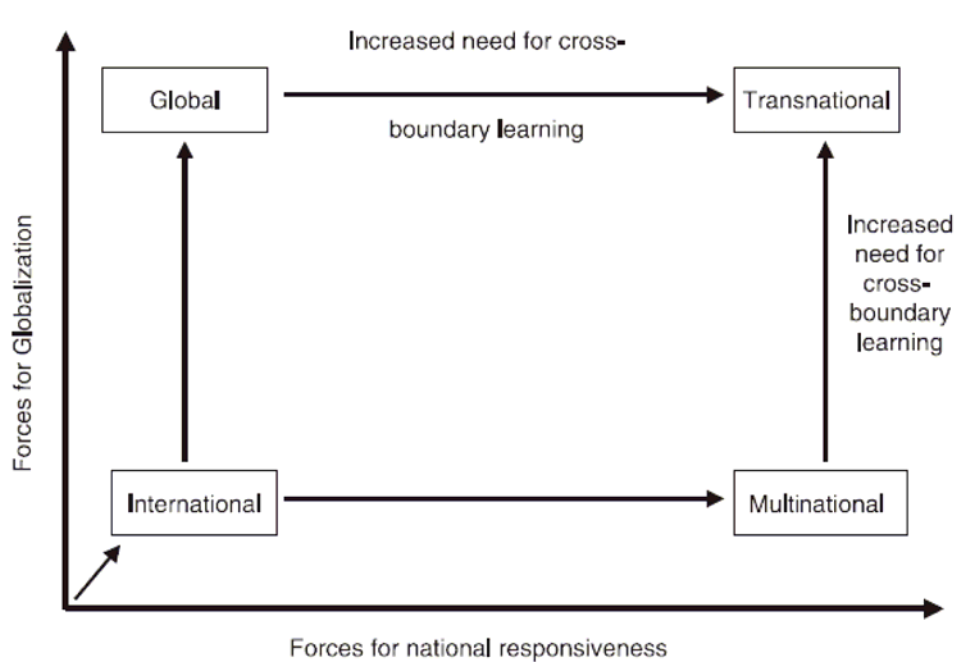 Increased need for cross-
Global
Transnational
boundary learning
Increased
need for
cross-
boundary
learning
Forces for Globalization
International
Multinational
Forces for national responsiveness